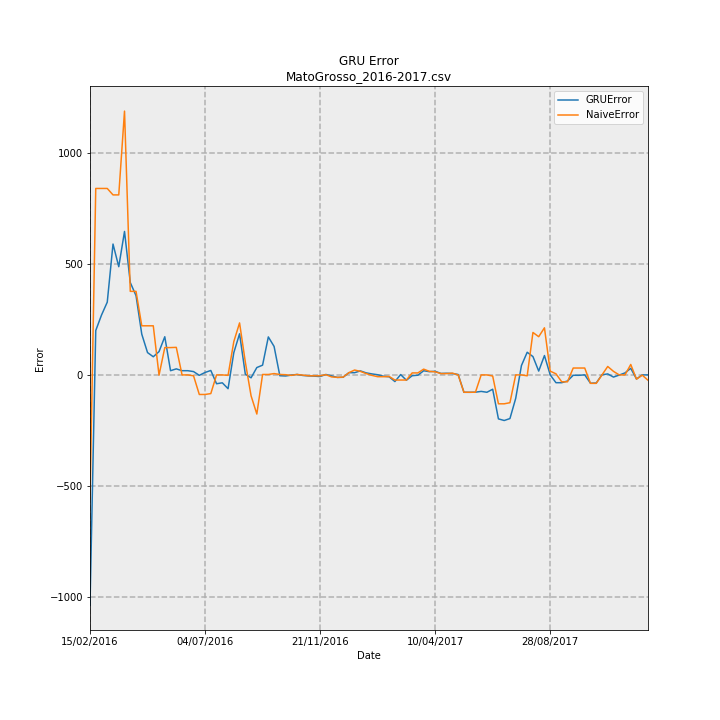 GRU Error
MatoGrosso_2016-2017.csv
GRUError
NaiveError
1000
500
0
−500
−1000
Error
15/02/2016 04/07/2016 21/11/2016 10/04/2017 28/08/2017
Date